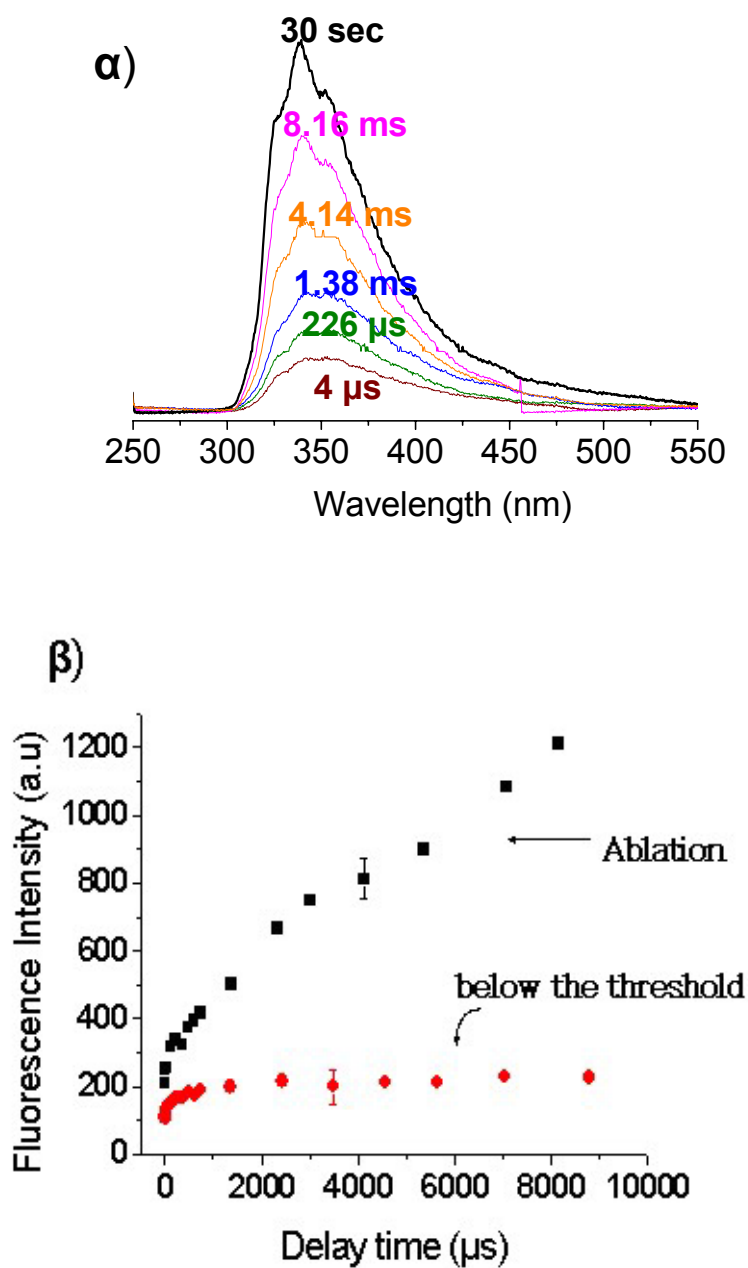 α)
30 sec
8.16 ms
4.14 ms
1.38 ms
226 µs
4 µs
250 300 350 400 450 500 550
Wavelength (nm)
β)
Fluorescence Intensity (a.u)
1200
1000
800
600
400
200
0
Ablation
below the threshold
0 2000 4000 6000 8000 10000
Delay time (µs)